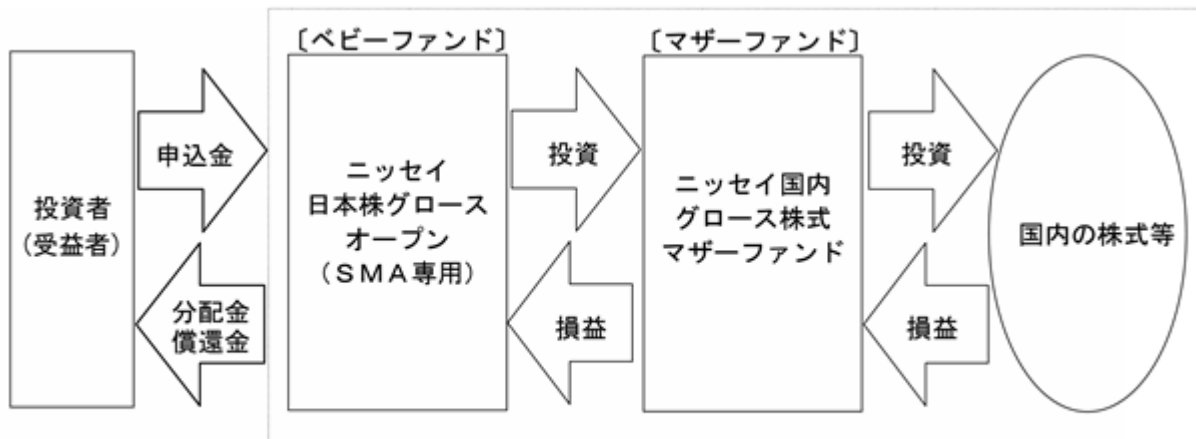 〔ベビーファンド〕
〔マザーファンド〕
投資者
（受益者）
申込金
分配金
償還金
ニッセイ
日本株グロース
オープン
（ＳＭＡ専用）
投資
損益
ニッセイ国内
グロース株式
マザーファンド
投資
損益
国内の株式等